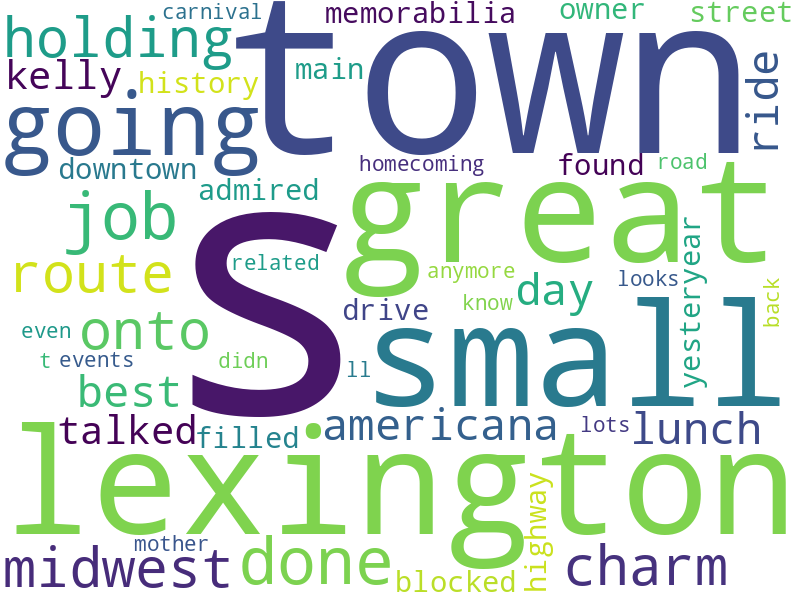 carnival memorabilia owner street
holding town
kelly history main ride
going
downtown homecoming found road
job admired great
route s related anymore day looks yesteryear back
drive know
even onto small
t events didn ll
best
talked filled americana lots lunch
lexington
highway
mother
midwest done blocked charm